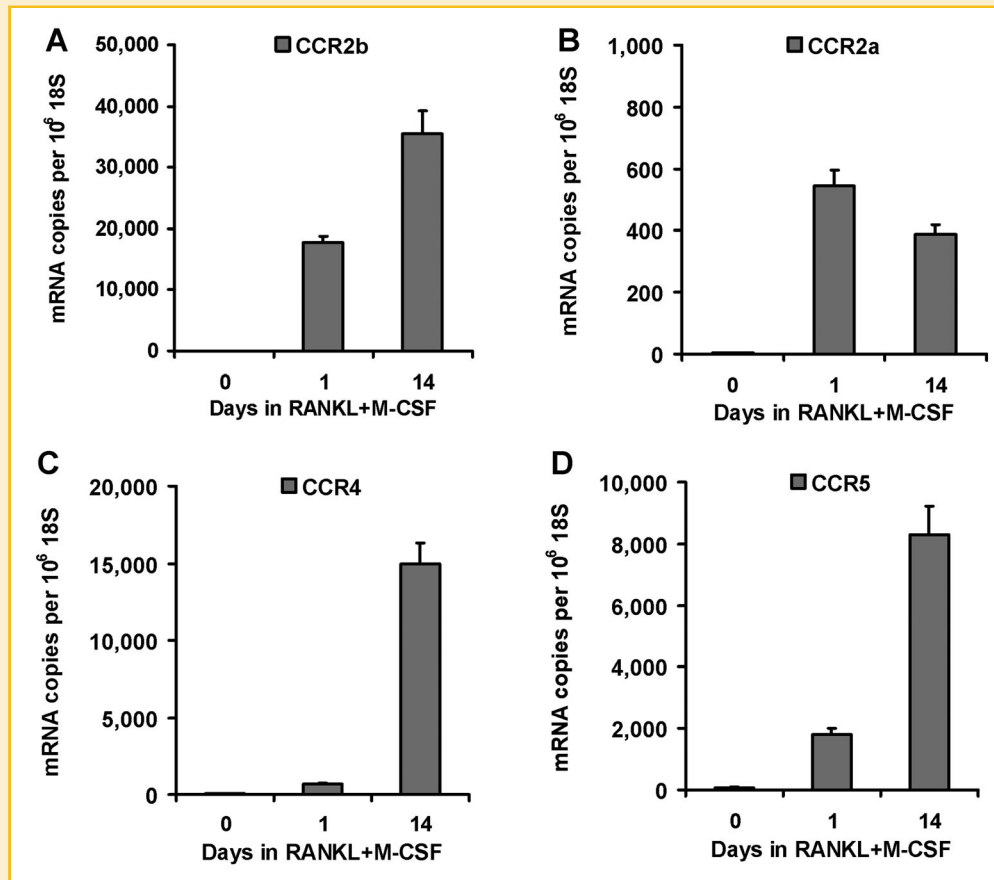 A
CCR2b
mRNA copies per 10⁶ 18S
50,000
40,000
30,000
20,000
10,000
0
0 1 14
Days in RANKL+M-CSF
B
CCR2a
mRNA copies per 10⁶ 18S
1,000
800
600
400
200
0
0 1 14
Days in RANKL+M-CSF
C
CCR4
mRNA copies per 10⁶ 18S
20,000
15,000
10,000
5,000
0
0 1 14
Days in RANKL+M-CSF
D
CCR5
mRNA copies per 10⁶ 18S
10,000
8,000
6,000
4,000
2,000
0
0 1 14
Days in RANKL+M-CSF